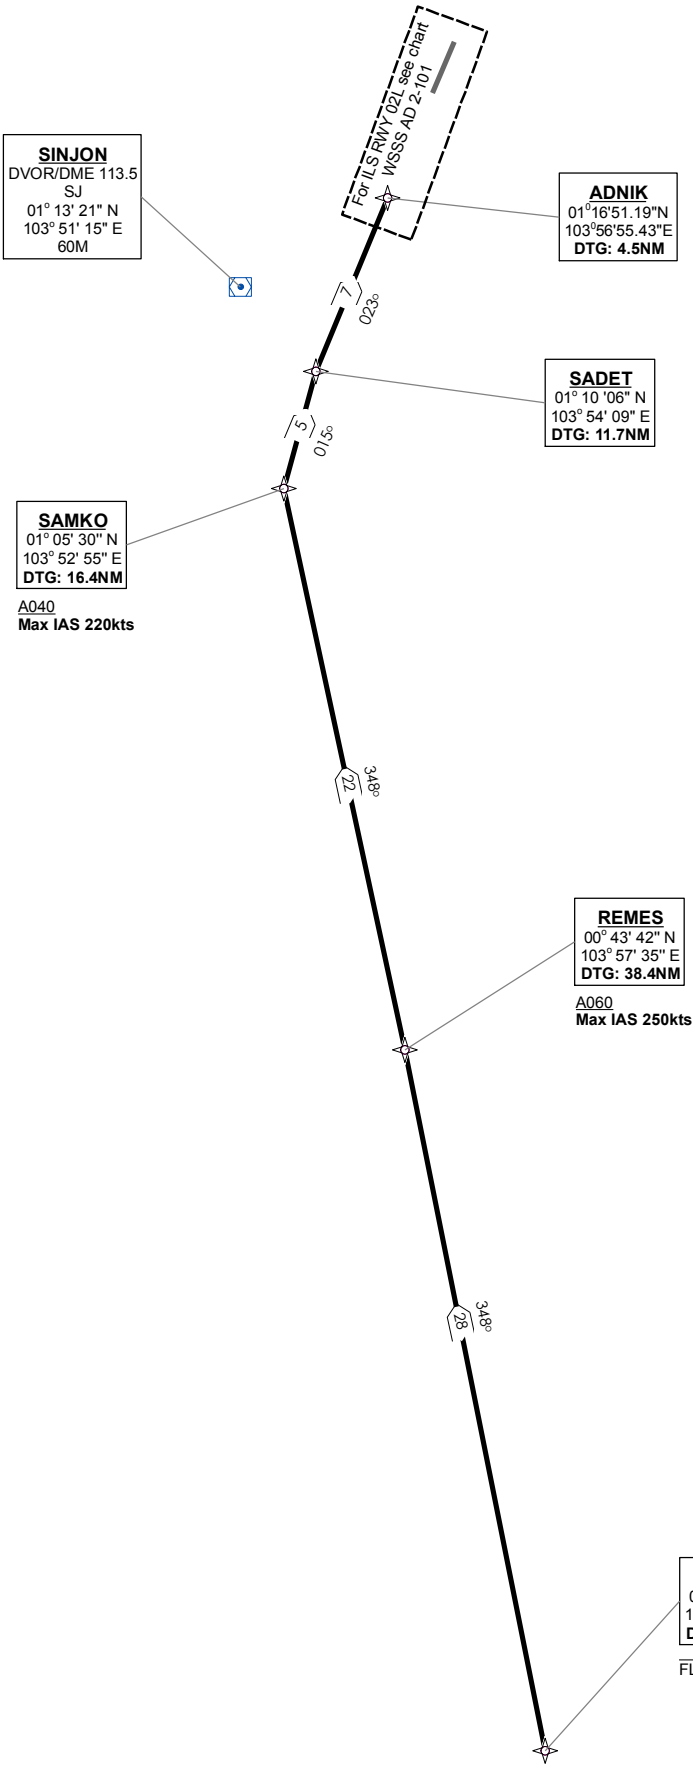 For ILS RWY 02L see chart
WSSS AD 2-101
SINJON
DVOR/DME 113.5
SJ
01° 13' 21" N
103° 51' 15" E
60M
ADNIK
01°16'51.19"N
103°56'55.43"E
DTG: 4.5NM
7
023°
SADET
01° 10 '06" N
103° 54' 09" E
DTG: 11.7NM
5
015°
SAMKO
01° 05' 30" N
103° 52' 55" E
DTG: 16.4NM
A040
Max IAS 220kts
22
348°
REMES
00° 43' 42" N
103° 57' 35" E
DTG: 38.4NM
A060
Max IAS 250kts
28
348°
FL